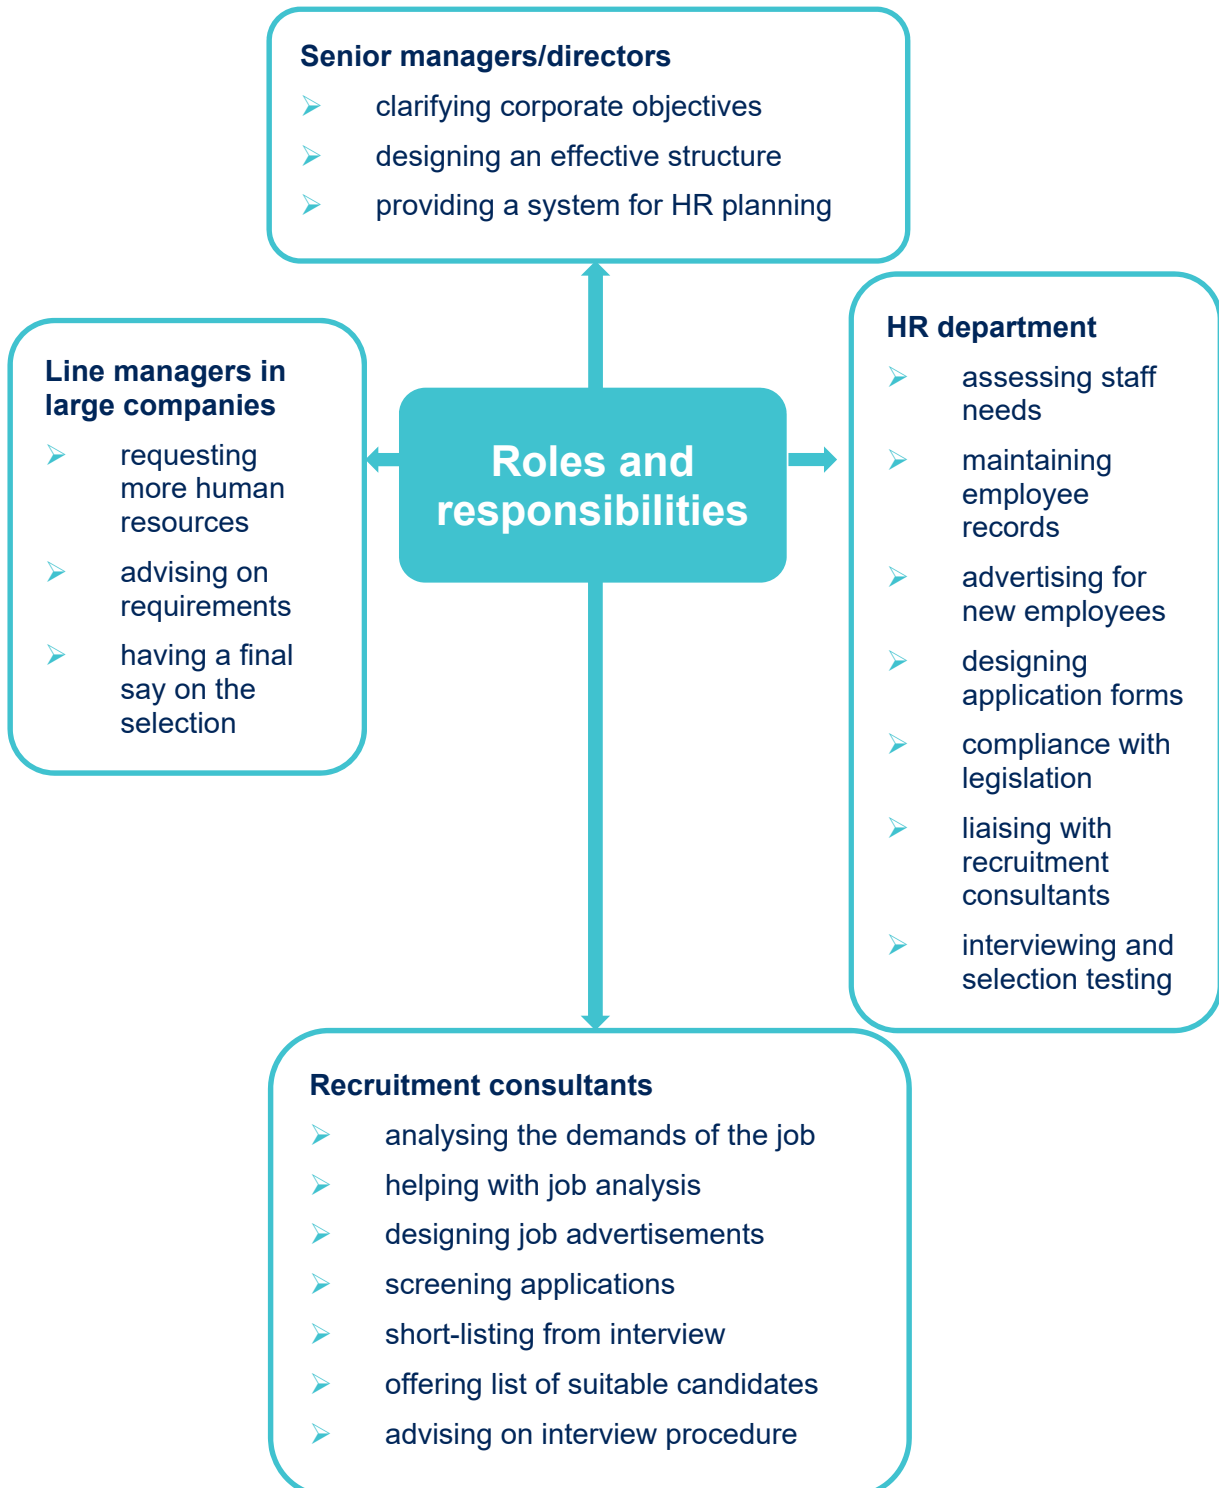 Senior managers/directors
➢ clarifying corporate objectives
➢ designing an effective structure
➢ providing a system for HR planning
Line managers in
large companies
➢ requesting
more human
resources
➢ advising on
requirements
➢ having a final
say on the
selection
Roles and
responsibilities
HR department
➢ assessing staff
needs
➢ maintaining
employee
records
➢ advertising for
new employees
➢ designing
application forms
➢ compliance with
legislation
➢ liaising with
recruitment
consultants
➢ interviewing and
selection testing
Recruitment consultants
➢ analysing the demands of the job
➢ helping with job analysis
➢ designing job advertisements
➢ screening applications
➢ short-listing from interview
➢ offering list of suitable candidates
➢ advising on interview procedure